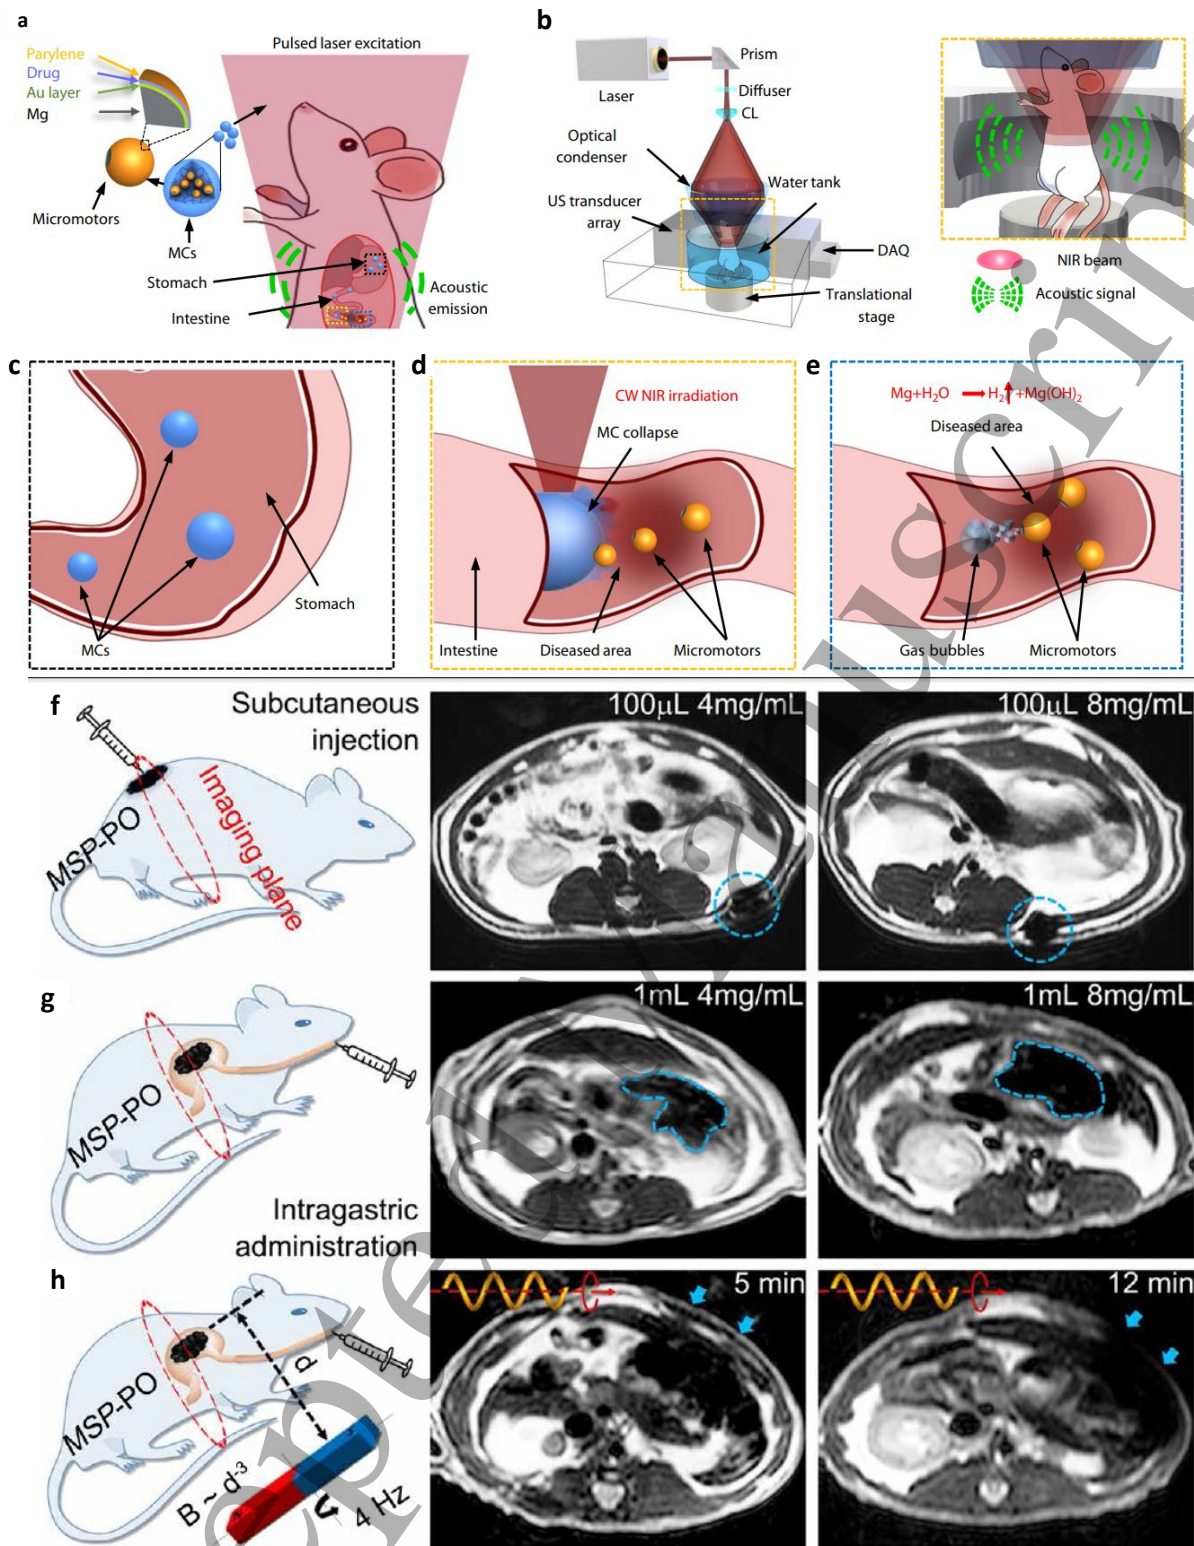 a
Pulsed laser excitation
Parylene
Drug
Au layer
Mg
Micromotors
MCs
Stomach
Intestine
Acoustic
emission
b
Laser
Prism
Diffuser
CL
Optical
condenser
US transducer
array
Water tank
DAQ
Translational
stage
NIR beam
Acoustic signal
c
MCs
Stomach
d
CW NIR irradiation
MC collapse
Intestine
Diseased area
Micromotors
e
Mg+H₂O → H₂↑+Mg(OH)₂
Diseased area
Gas bubbles
Micromotors
f
Subcutaneous
injection
MSP-PO
Imaging plane
100μL 4mg/mL
100μL 8mg/mL
g
MSP-PO
Intragastric
administration
1mL 4mg/mL
1mL 8mg/mL
h
MSP-PO
d
B ~ d⁻³
4 Hz
5 min
12 min